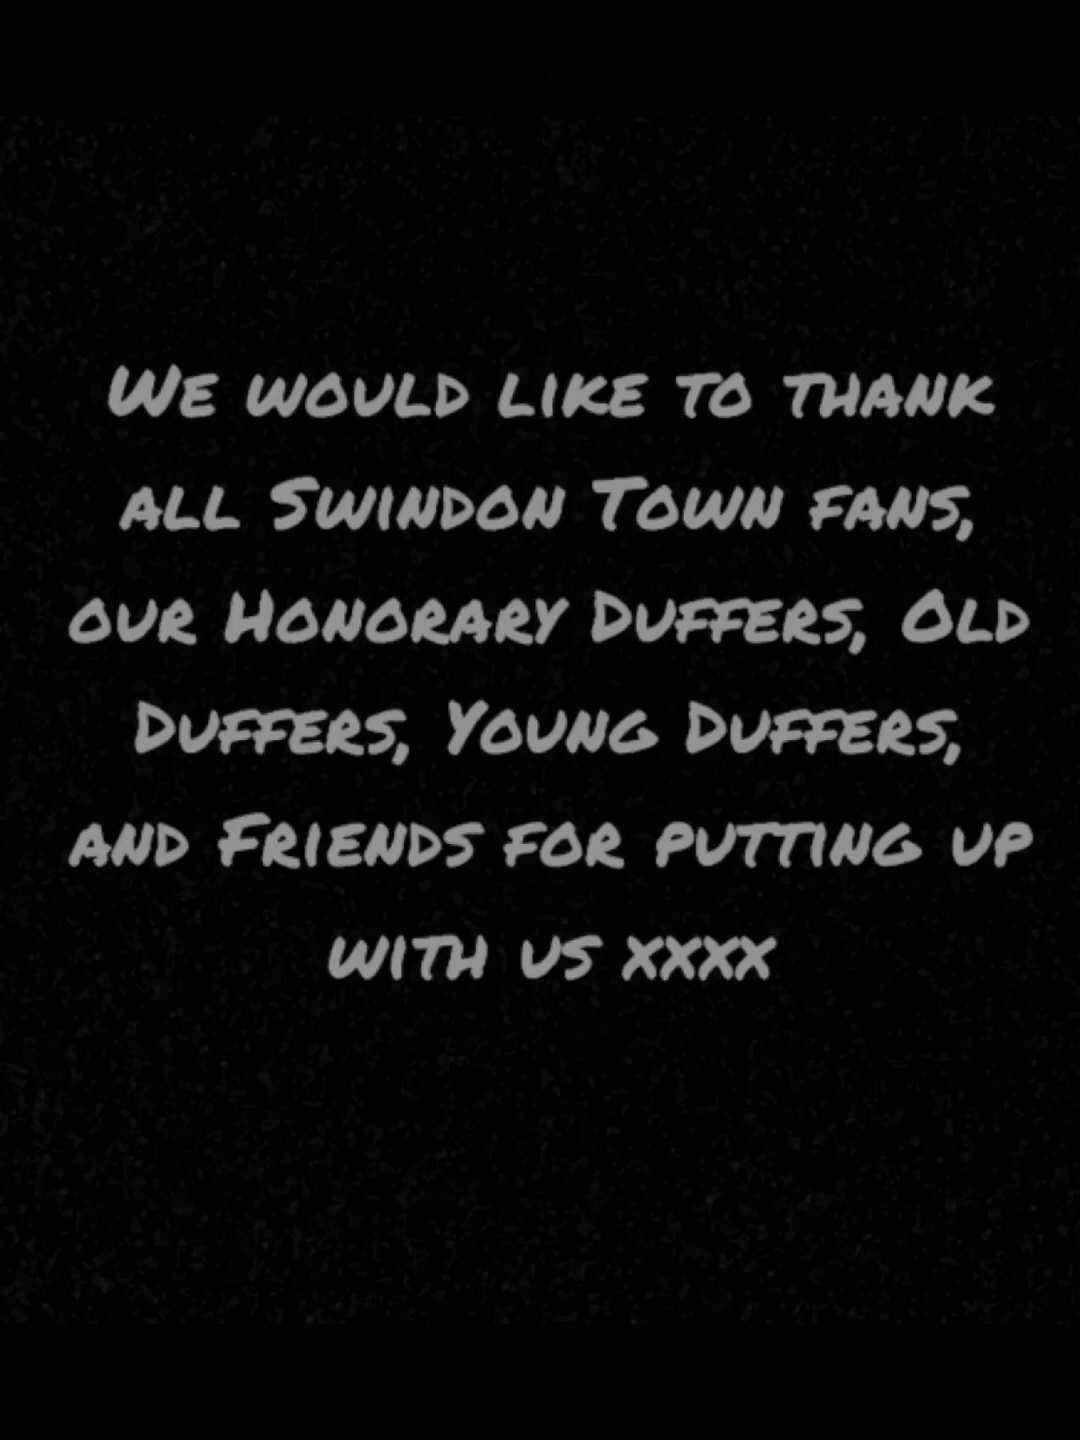 We would like to thank
all Swindon Town fans,
our Honorary Duffers, Old
Duffers, Young Duffers,
and Friends for putting up
with us xxxx